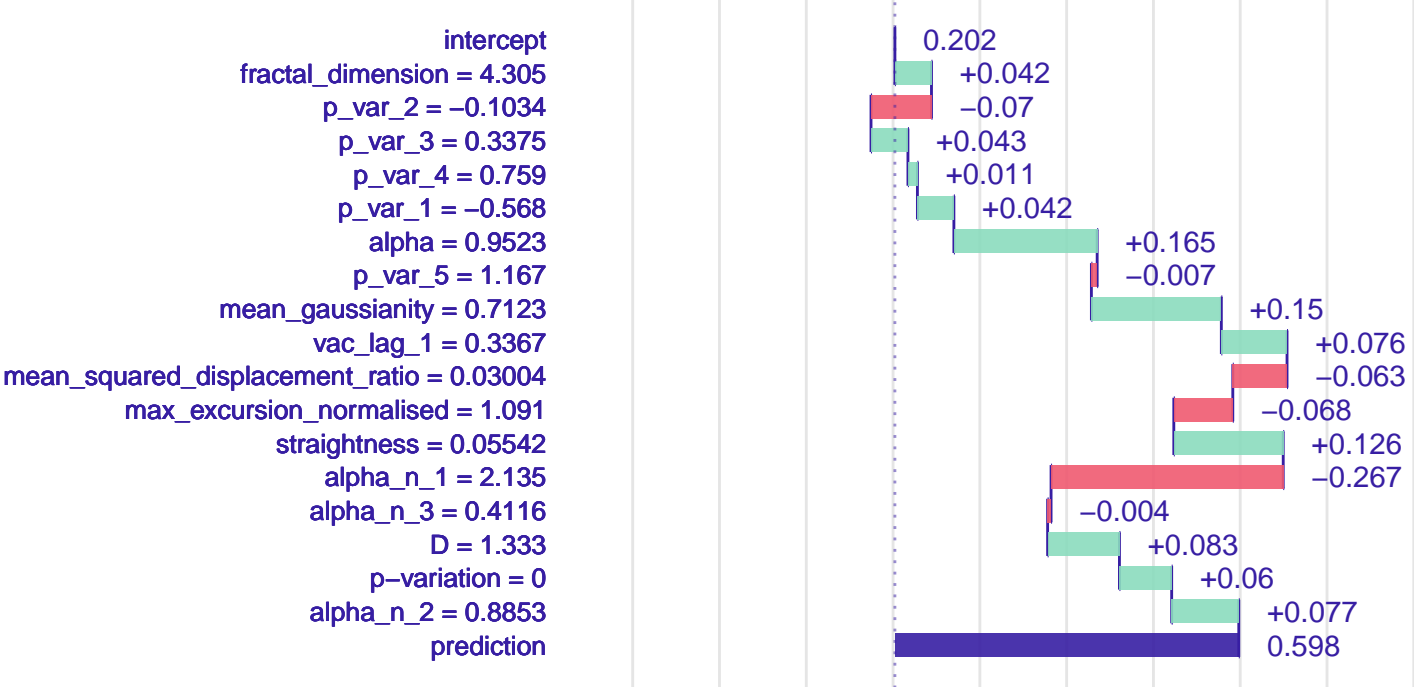 intercept 0.202
fractal_dimension = 4.305 +0.042
p_var_2 = −0.1034 −0.07
p_var_3 = 0.3375 +0.043
p_var_4 = 0.759 +0.011
p_var_1 = −0.568 +0.042
alpha = 0.9523 +0.165
p_var_5 = 1.167 −0.007
mean_gaussianity = 0.7123 +0.15
vac_lag_1 = 0.3367 +0.076
mean_squared_displacement_ratio = 0.03004 −0.063
max_excursion_normalised = 1.091 −0.068
straightness = 0.05542 +0.126
alpha_n_1 = 2.135 −0.267
alpha_n_3 = 0.4116 −0.004
D = 1.333 +0.083
p−variation = 0 +0.06
alpha_n_2 = 0.8853 +0.077
prediction 0.598